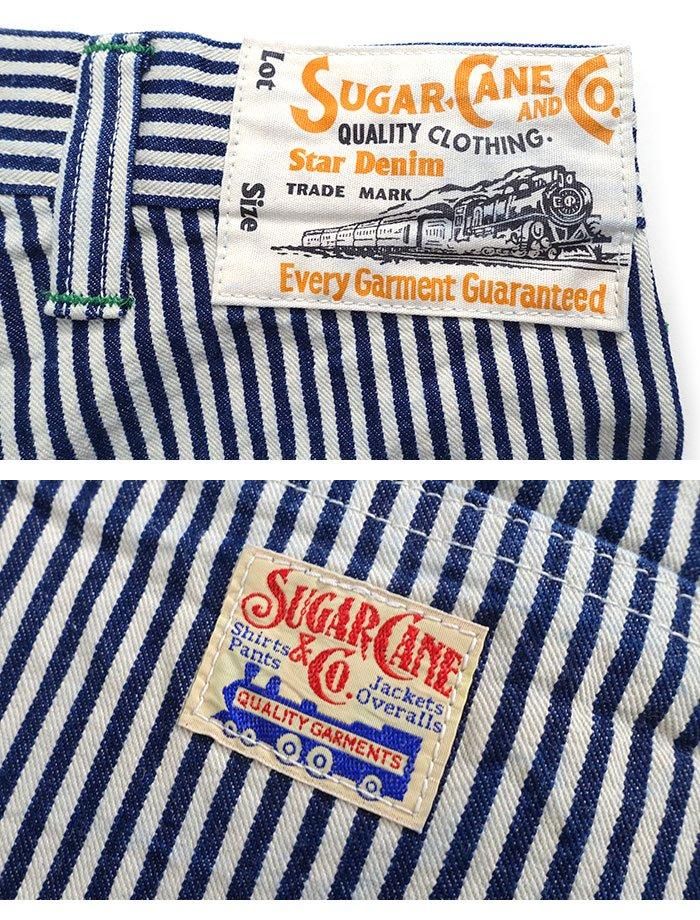 Lot
SUGAR CANE AND CO.
QUALITY CLOTHING.
Star Denim
TRADE MARK
Size
Every Garment Guaranteed
SUGAR CANE
& CO.
Shirts
Pants
Jackets
Overalls
QUALITY GARMENTS